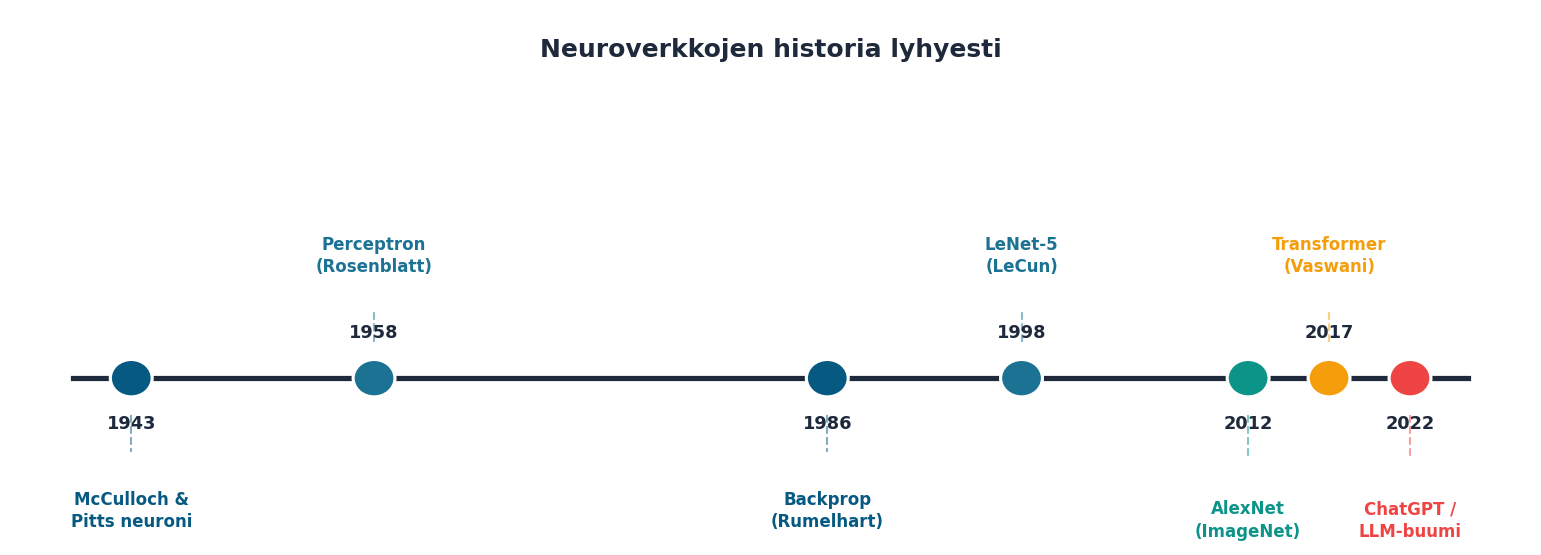 Neuroverkkojen historia lyhyesti
Perceptron
(Rosenblatt)
LeNet-5
(LeCun)
Transformer
(Vaswani)
1958
1998
2017
1943
1986
2012
2022
McCulloch &
Pitts neuroni
Backprop
(Rumelhart)
AlexNet
(ImageNet)
ChatGPT /
LLM-buumi